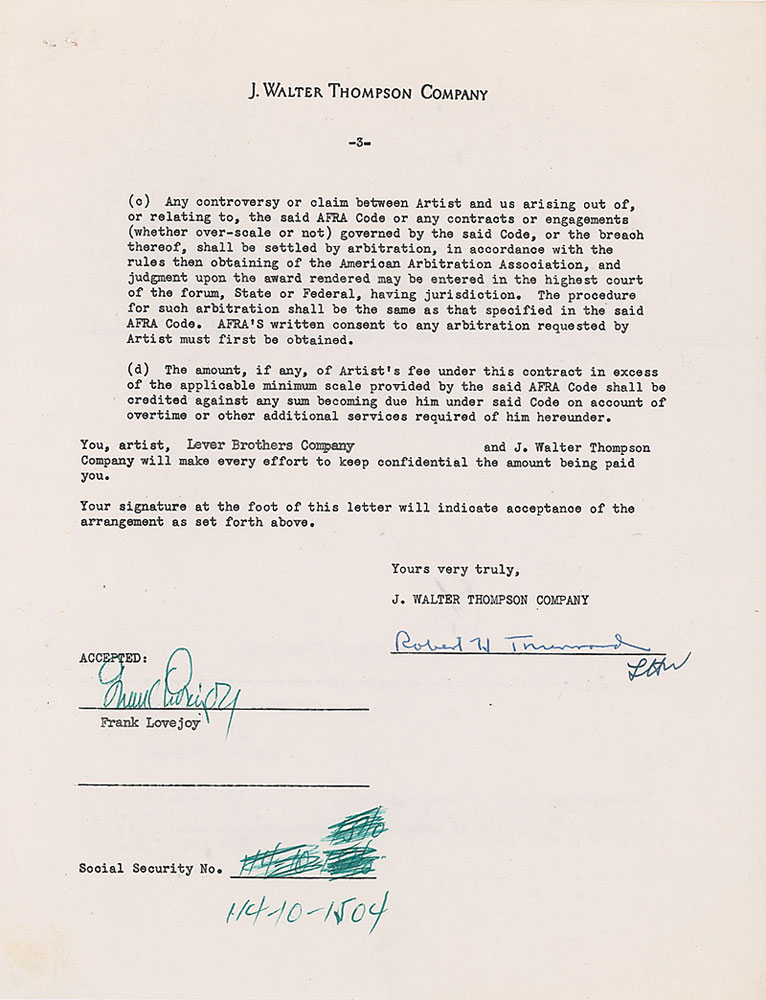 J. WALTER THOMPSON COMPANY
-3-
(c) Any controversy or claim between Artist and us arising out of,
or relating to, the said AFRA Code or any contracts or engagements
(whether over-scale or not) governed by the said Code, or the breach
thereof, shall be settled by arbitration, in accordance with the
rules then obtaining of the American Arbitration Association, and
judgment upon the award rendered may be entered in the highest court
of the forum, State or Federal, having jurisdiction. The procedure
for such arbitration shall be the same as that specified in the said
AFRA Code. AFRA'S written consent to any arbitration requested by
Artist must first be obtained.
(d) The amount, if any, of Artist's fee under this contract in excess
of the applicable minimum scale provided by the said AFRA Code shall be
credited against any sum becoming due him under said Code on account of
overtime or other additional services required of him hereunder.
You, artist, Lever Brothers Company and J. Walter Thompson
Company will make every effort to keep confidential the amount being paid
you.
Your signature at the foot of this letter will indicate acceptance of the
arrangement as set forth above.
Yours very truly,
J. WALTER THOMPSON COMPANY
Robert W
ACCEPTED:
Frank Lovejoy
Frank Lovejoy
Social Security No.
114-10-1504